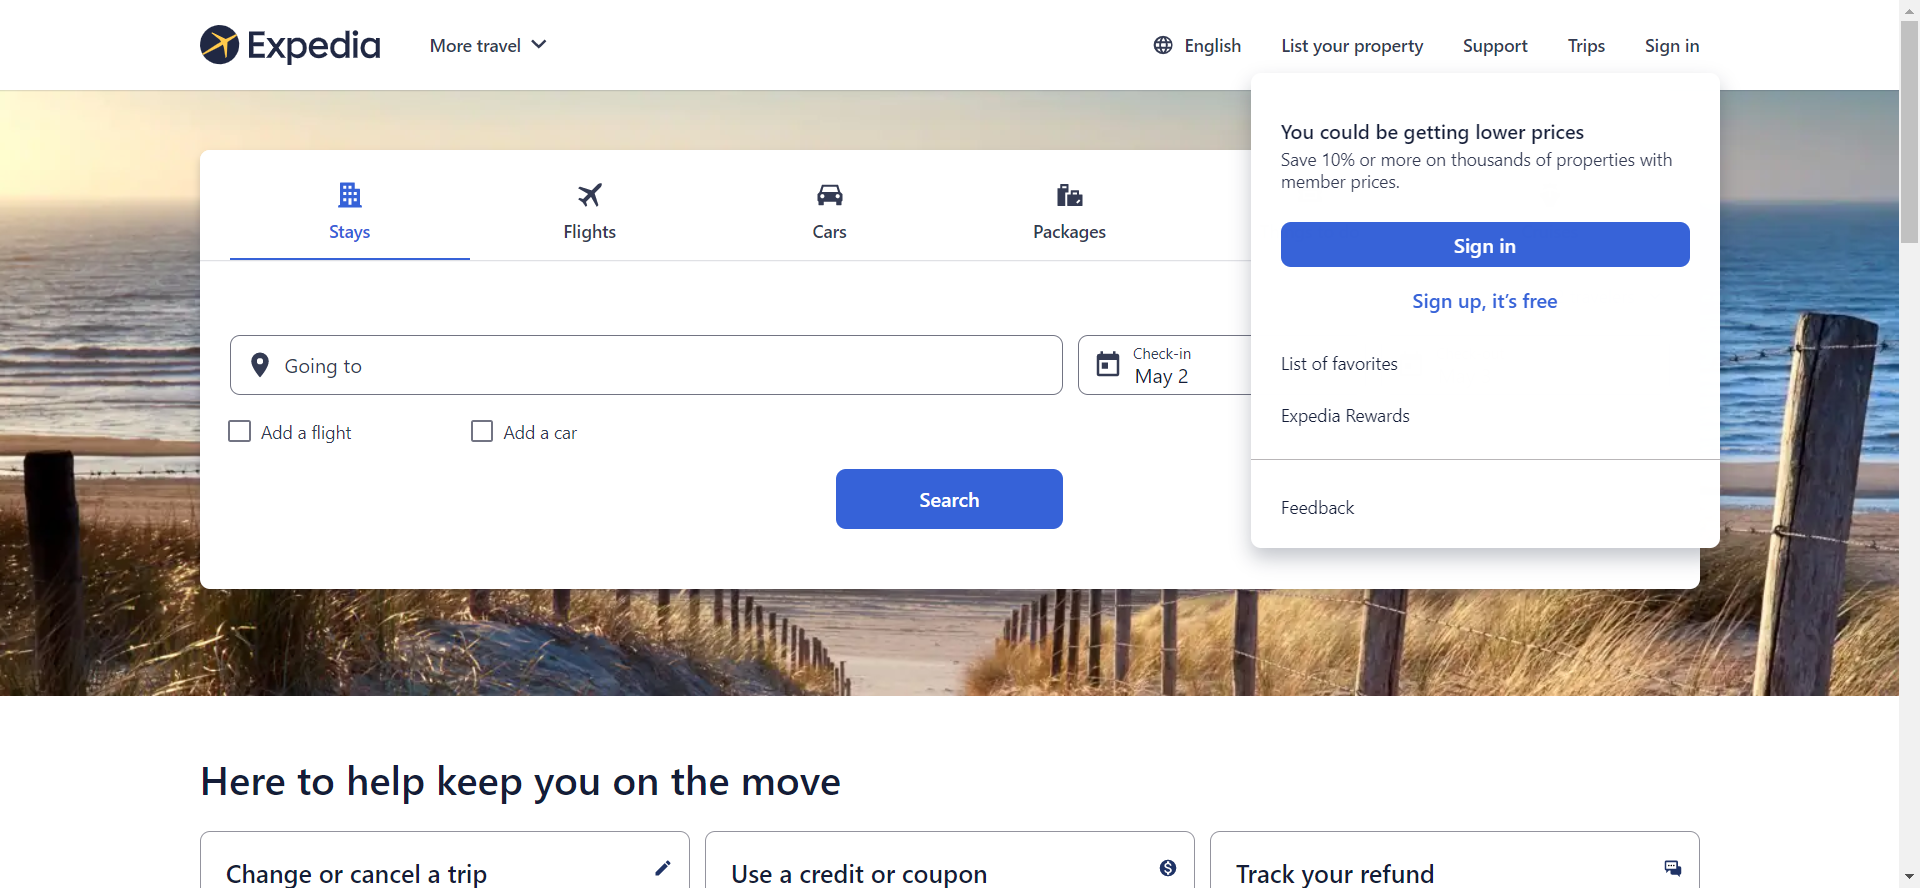 Expedia
More travel
English
List your property
Support
Trips
Sign in
You could be getting lower prices
Save 10% or more on thousands of properties with
member prices.
Sign in
Sign up, it's free
List of favorites
Expedia Rewards
Feedback
Stays
Flights
Cars
Packages
Going to
Check-in
May 2
Add a flight
Add a car
Search
Here to help keep you on the move
Change or cancel a trip
Use a credit or coupon
Track your refund